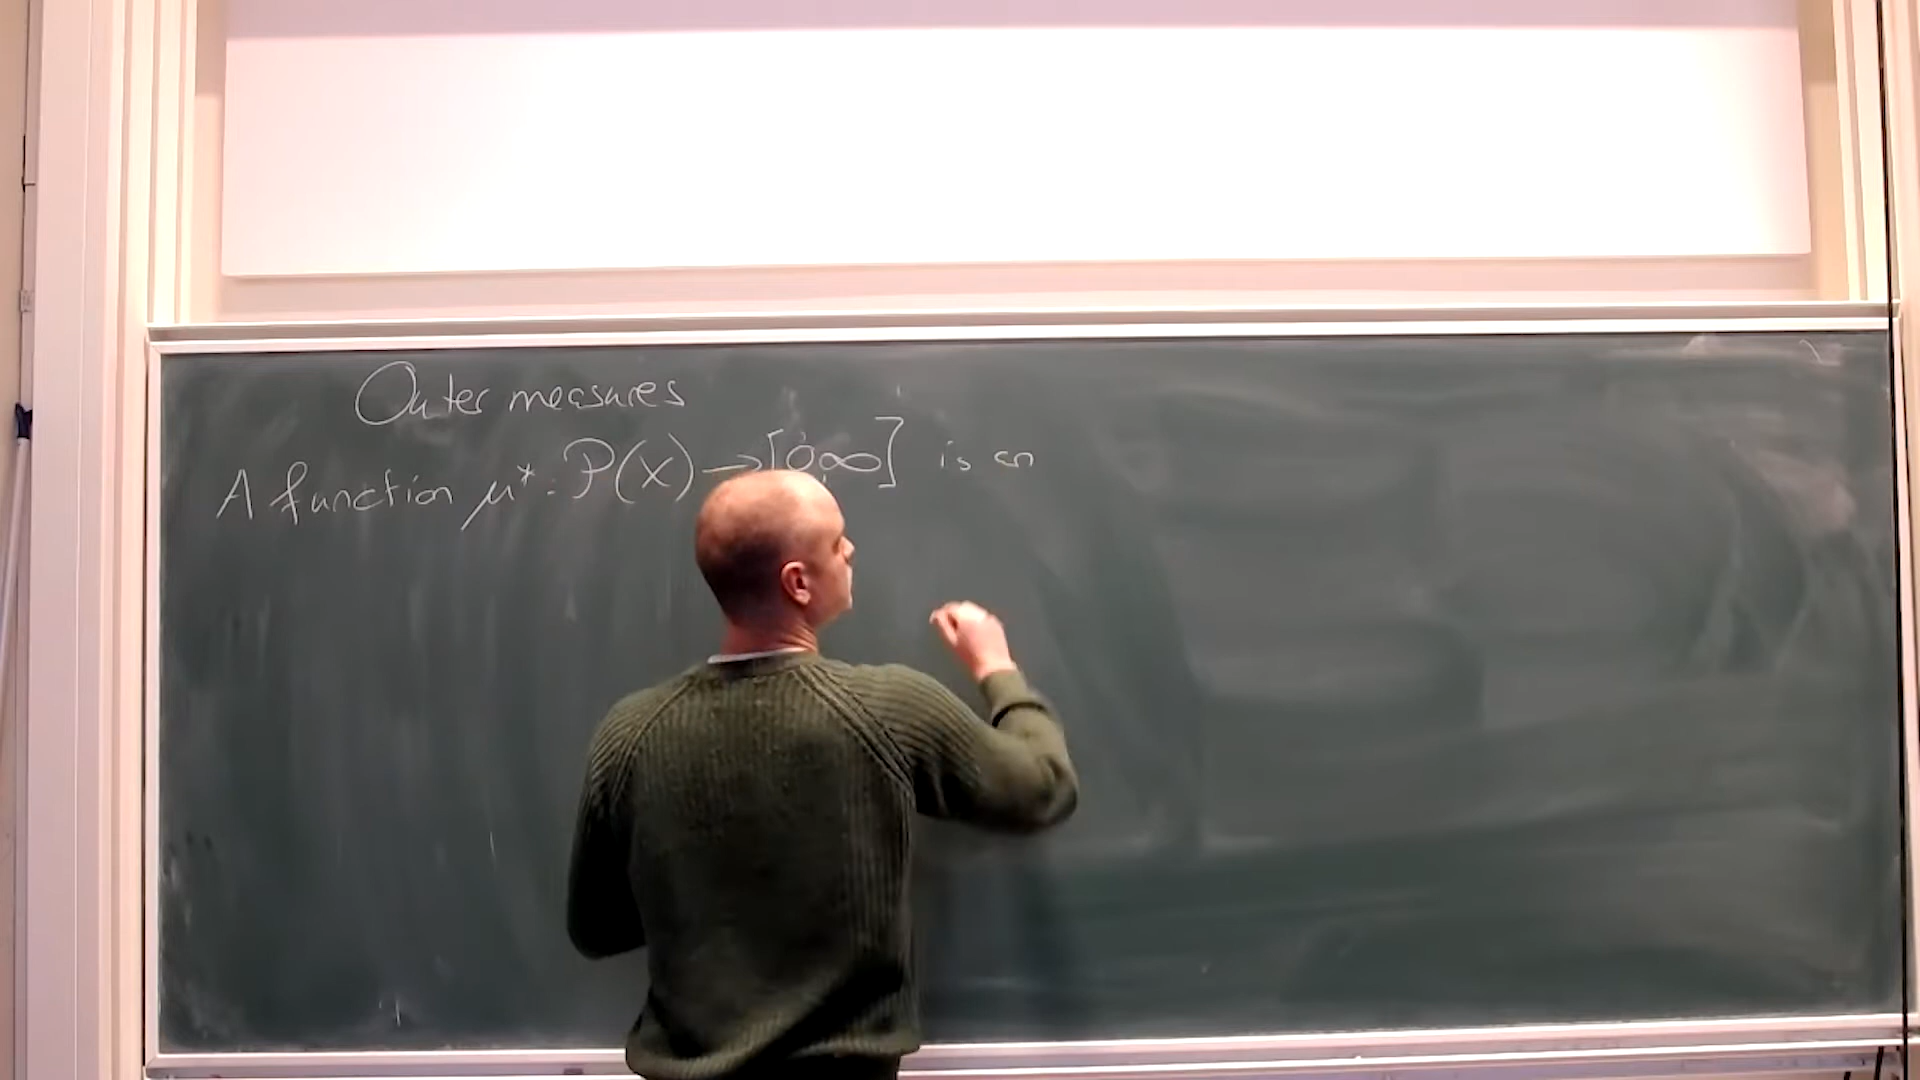 Outer measures
A function μ*: P(X) → [0,∞] is an